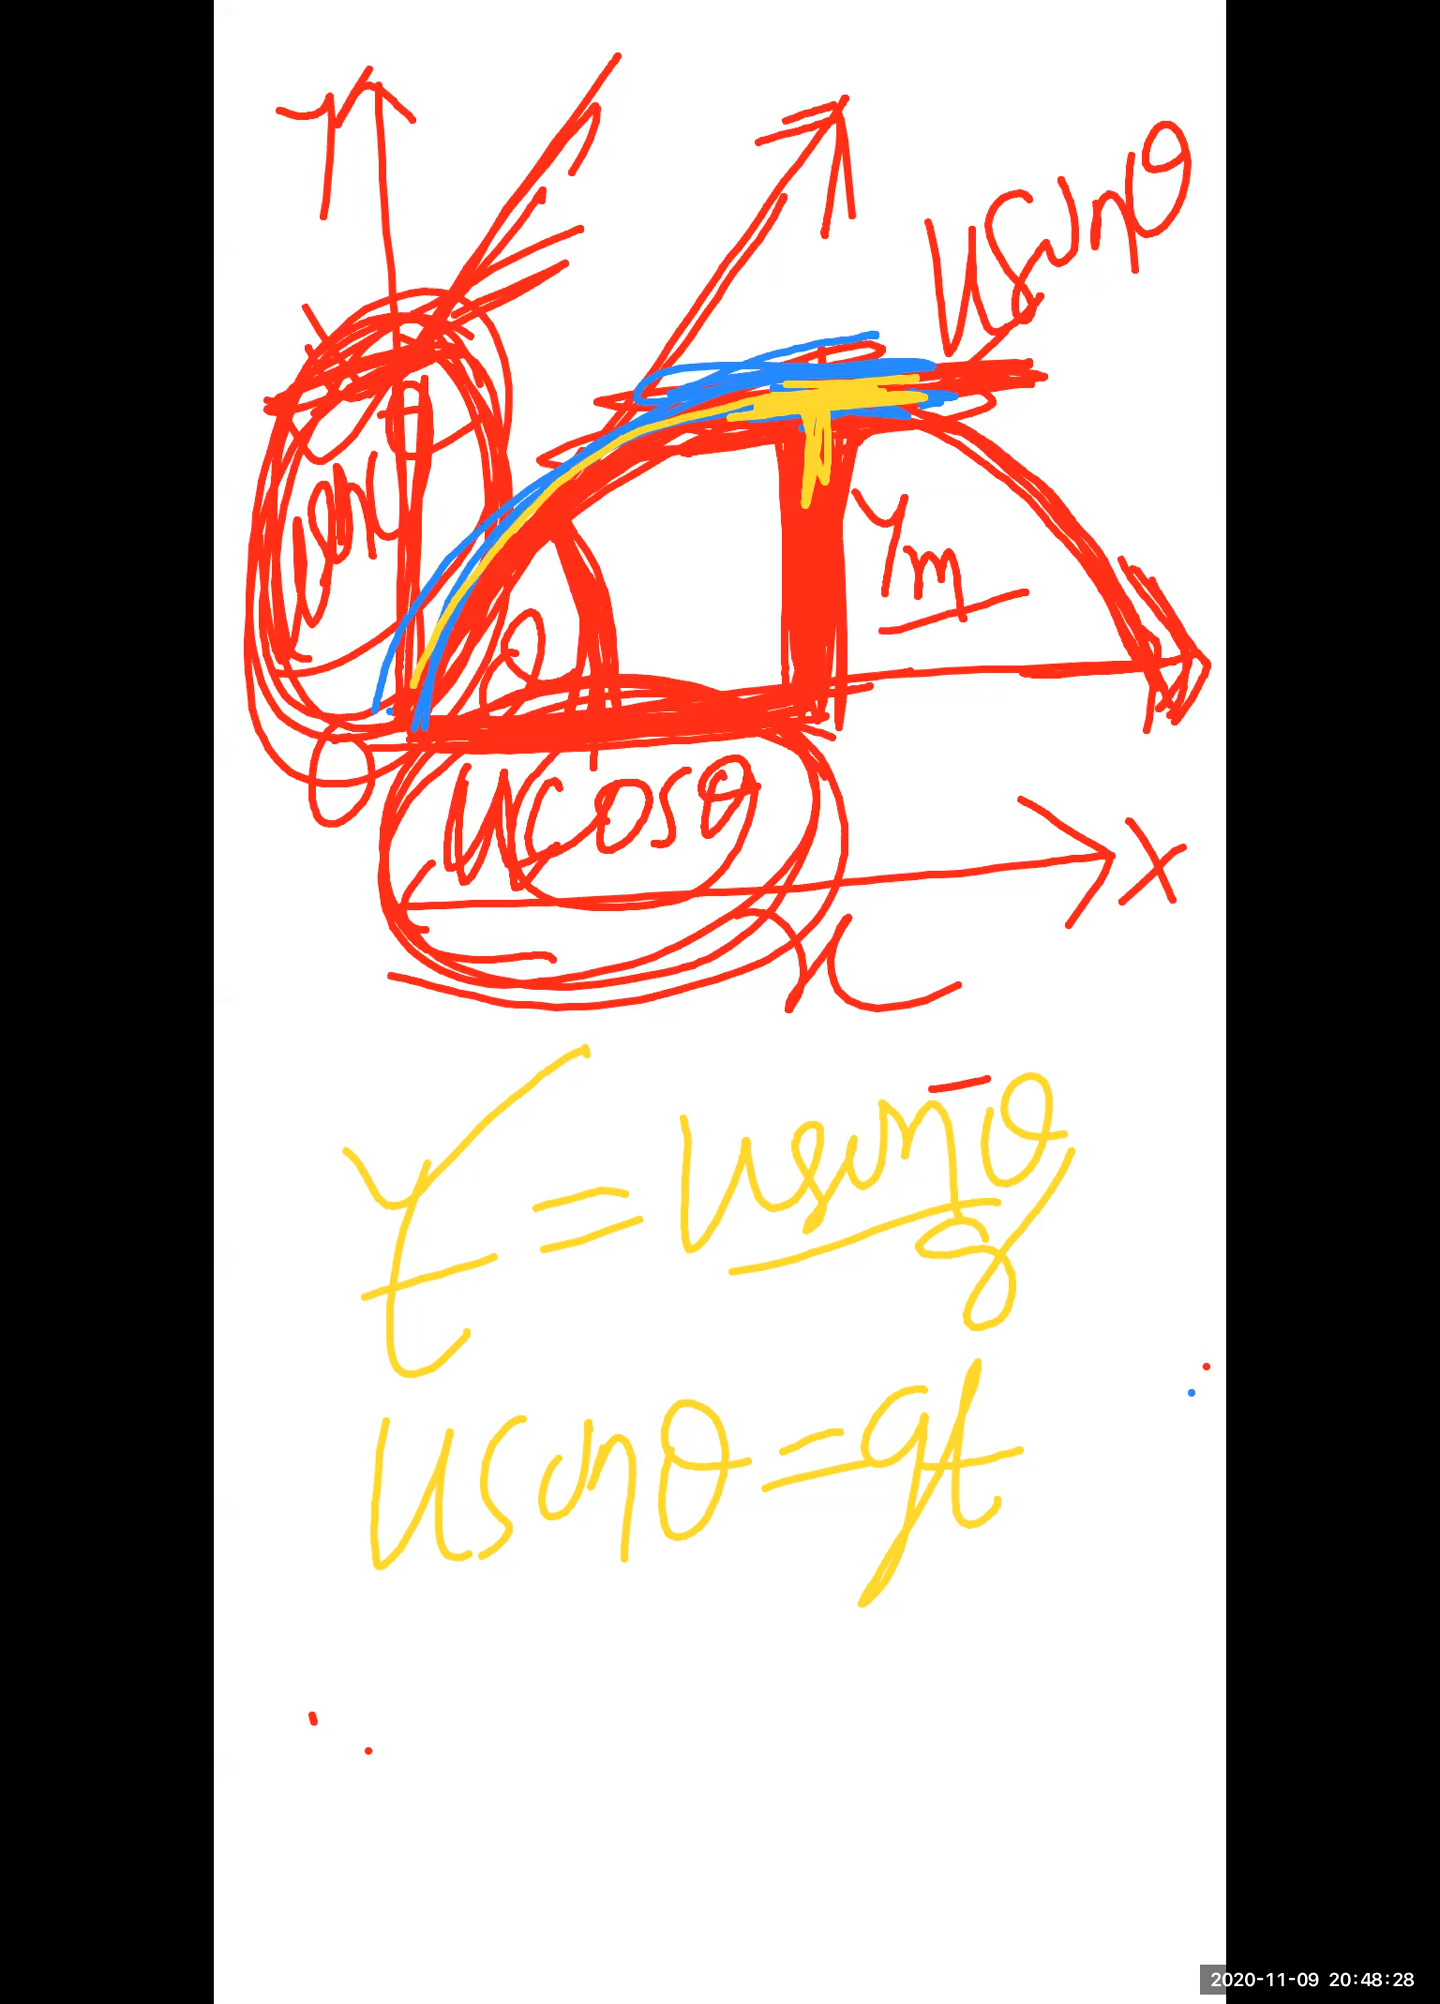 usinθ
Ym
θ
O
ucosθ
X
x
t = usinθ
g
usinθ = gt
2020-11-09 20:48:28